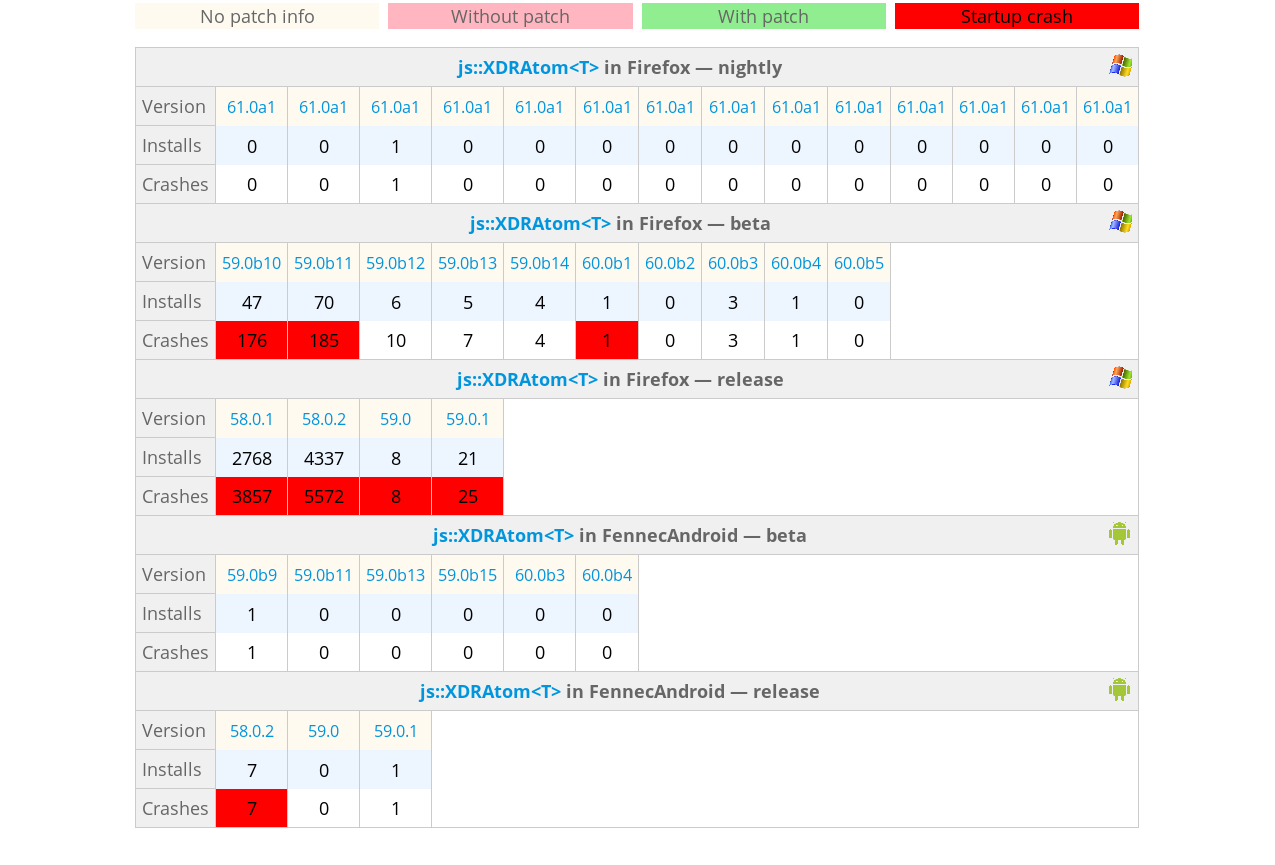 No patch info Without patch With patch Startup crash
js::XDRAtom<T> in Firefox — nightly
Version 61.0a1 61.0a1 61.0a1 61.0a1 61.0a1 61.0a1 61.0a1 61.0a1 61.0a1 61.0a1 61.0a1 61.0a1 61.0a1 61.0a1
Installs 0 0 1 0 0 0 0 0 0 0 0 0 0 0
Crashes 0 0 1 0 0 0 0 0 0 0 0 0 0 0
js::XDRAtom<T> in Firefox — beta
Version 59.0b10 59.0b11 59.0b12 59.0b13 59.0b14 60.0b1 60.0b2 60.0b3 60.0b4 60.0b5
Installs 47 70 6 5 4 1 0 3 1 0
Crashes 176 185 10 7 4 1 0 3 1 0
js::XDRAtom<T> in Firefox — release
Version 58.0.1 58.0.2 59.0 59.0.1
Installs 2768 4337 8 21
Crashes 3857 5572 8 25
js::XDRAtom<T> in FennecAndroid — beta
Version 59.0b9 59.0b11 59.0b13 59.0b15 60.0b3 60.0b4
Installs 1 0 0 0 0 0
Crashes 1 0 0 0 0 0
js::XDRAtom<T> in FennecAndroid — release
Version 58.0.2 59.0 59.0.1
Installs 7 0 1
Crashes 7 0 1